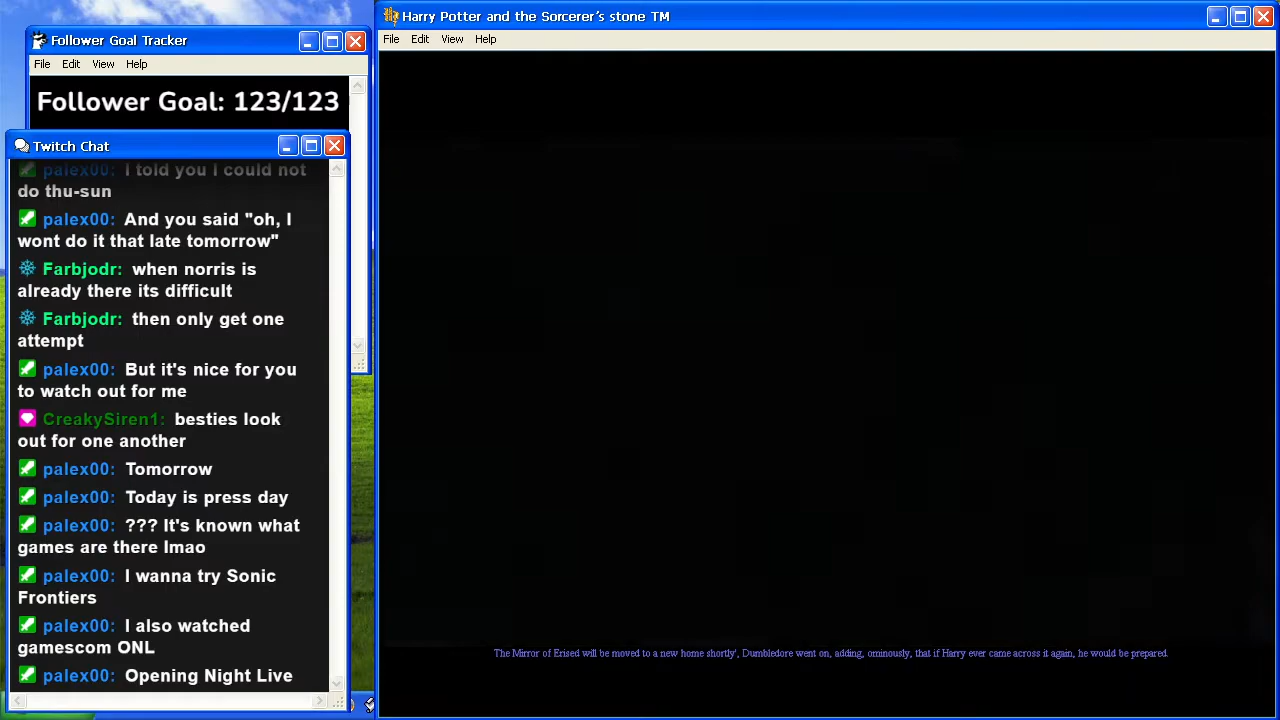 Follower Goal Tracker
File Edit View Help
Follower Goal: 123/123
Twitch Chat
palex00: I told you I could not
do thu-sun
palex00: And you said "oh, I
wont do it that late tomorrow"
Farbjodr: when norris is
already there its difficult
Farbjodr: then only get one
attempt
palex00: But it's nice for you
to watch out for me
CreakySiren1: besties look
out for one another
palex00: Tomorrow
palex00: Today is press day
palex00: ??? It's known what
games are there lmao
palex00: I wanna try Sonic
Frontiers
palex00: I also watched
gamescom ONL
palex00: Opening Night Live
Harry Potter and the Sorcerer's stone TM
File Edit View Help
The Mirror of Erised will be moved to a new home shortly', Dumbledore went on, adding, ominously, that if Harry ever came across it again, he would be prepared.